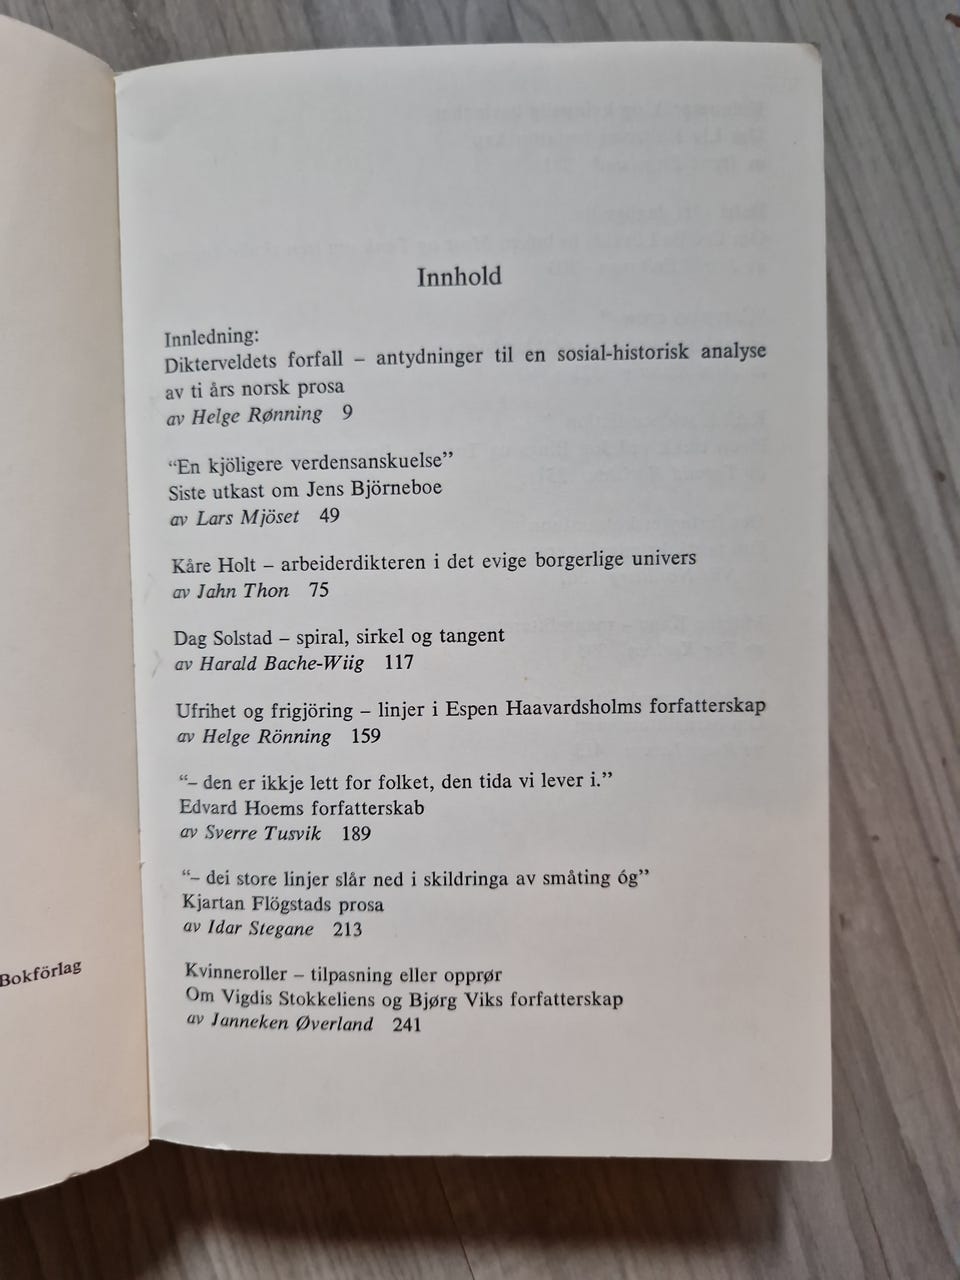 Innhold
Innledning:
Dikterveldets forfall – antydninger til en sosial-historisk analyse
av ti års norsk prosa
av Helge Rønning 9
“En kjöligere verdensanskuelse”
Siste utkast om Jens Björneboe
av Lars Mjöset 49
Kåre Holt – arbeiderdikteren i det evige borgerlige univers
av Jahn Thon 75
Dag Solstad – spiral, sirkel og tangent
av Harald Bache-Wiig 117
Ufrihet og frigjöring – linjer i Espen Haavardsholms forfatterskap
av Helge Rönning 159
“– den er ikkje lett for folket, den tida vi lever i.”
Edvard Hoems forfatterskab
av Sverre Tusvik 189
“– dei store linjer slår ned i skildringa av småting óg”
Kjartan Flögstads prosa
av Idar Stegane 213
Kvinneroller – tilpasning eller opprør
Om Vigdis Stokkeliens og Bjørg Viks forfatterskap
av Janneken Øverland 241
Bokförlag